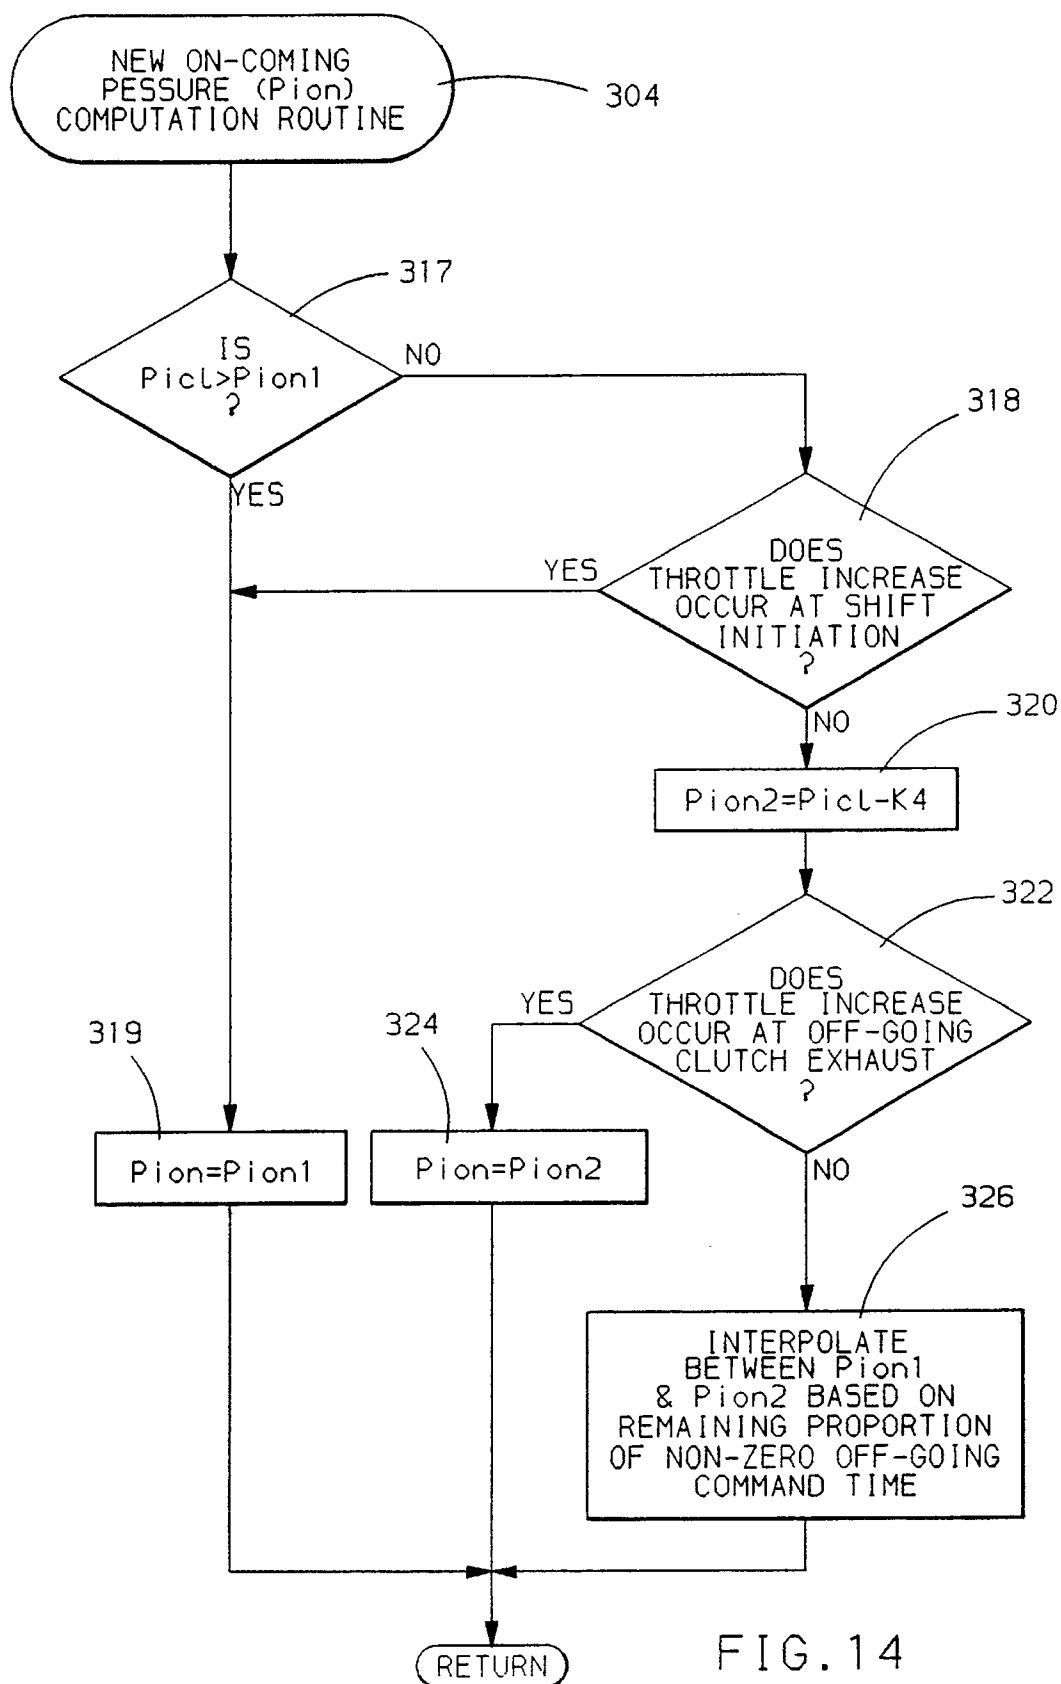 NEW ON-COMING
PESSURE (Pion)
COMPUTATION ROUTINE
304
317
IS
Picl>Pion1
?
NO
YES
318
DOES
THROTTLE INCREASE
OCCUR AT SHIFT
INITIATION
?
YES
NO
320
Pion2=Picl-K4
322
DOES
THROTTLE INCREASE
OCCUR AT OFF-GOING
CLUTCH EXHAUST
?
YES
NO
319
Pion=Pion1
324
Pion=Pion2
326
INTERPOLATE
BETWEEN Pion1
& Pion2 BASED ON
REMAINING PROPORTION
OF NON-ZERO OFF-GOING
COMMAND TIME
RETURN
FIG.14